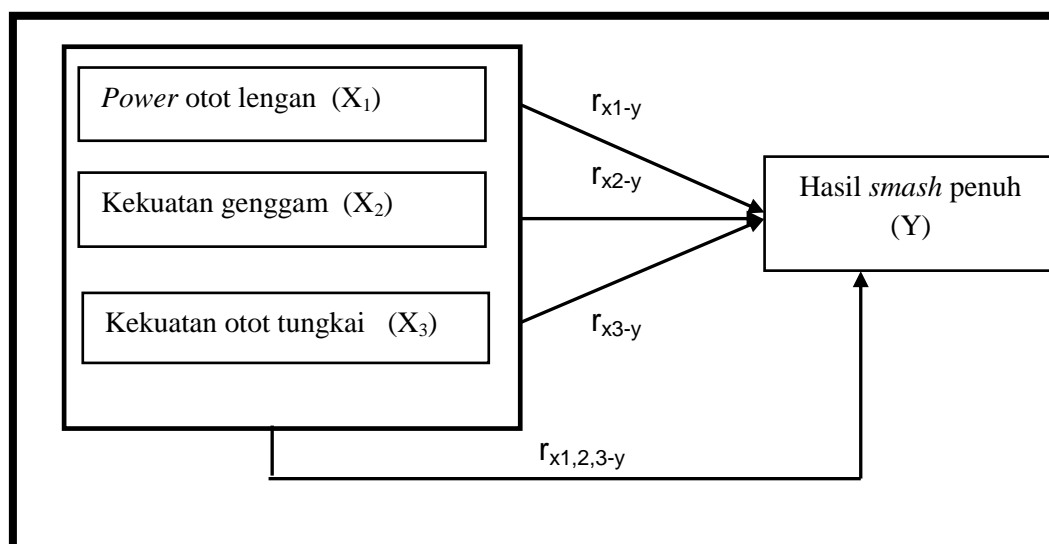 Power otot lengan (X1)
rx1-y
rx2-y
Kekuatan genggam (X2)
Hasil smash penuh
(Y)
Kekuatan otot tungkai (X3)
rx3-y
rx1,2,3-y